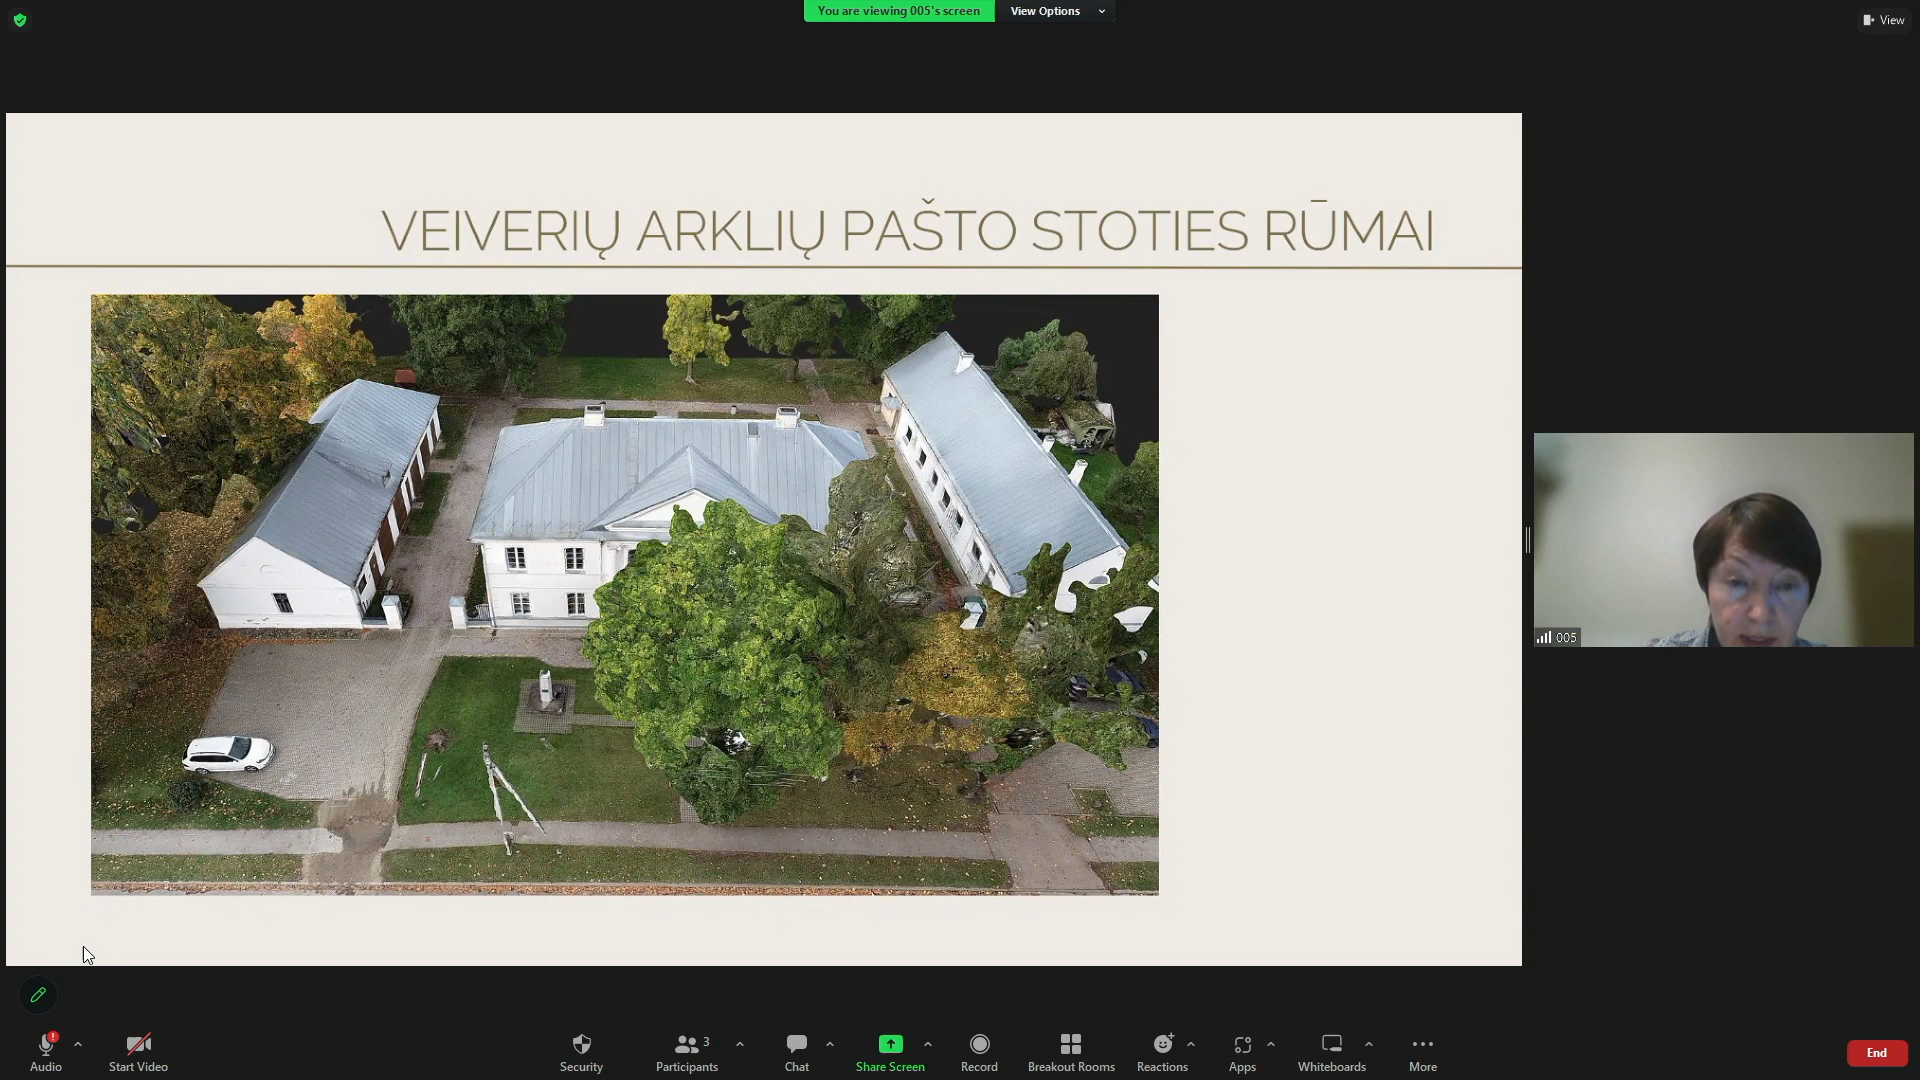 You are viewing 005's screen
View Options
View
VEIVERIŲ ARKLIŲ PAŠTO STOTIES RŪMAI
005
Audio
Start Video
Security
Participants
3
Chat
Share Screen
Record
Breakout Rooms
Reactions
Apps
Whiteboards
More
End